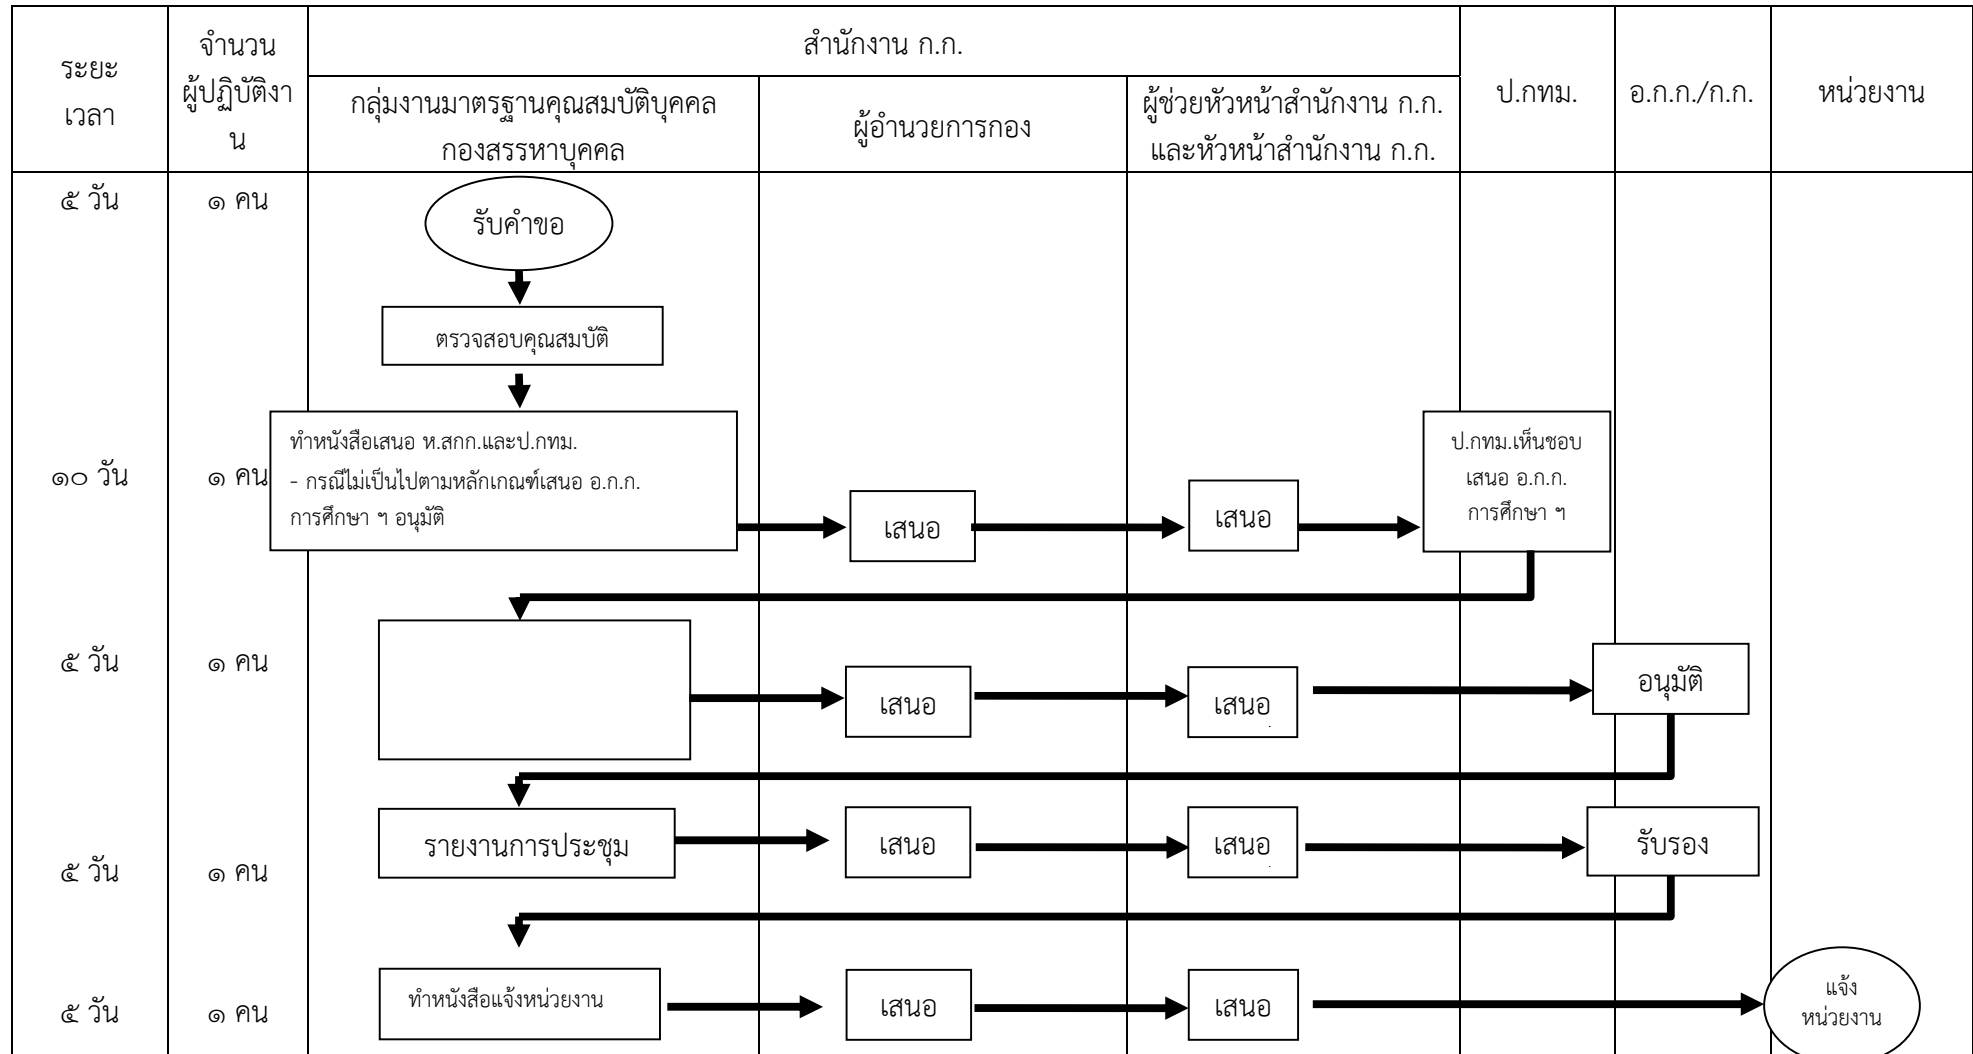 ระยะ
เวลา
จำนวน
ผู้ปฏิบัติงา
น
สำนักงาน ก.ก.
กลุ่มงานมาตรฐานคุณสมบัติบุคคล
กองสรรหาบุคคล
ผู้อำนวยการกอง
ผู้ช่วยหัวหน้าสำนักงาน ก.ก.
และหัวหน้าสำนักงาน ก.ก.
ป.กทม.
อ.ก.ก./ก.ก.
หน่วยงาน
๕ วัน
๑ คน
รับคำขอ
ตรวจสอบคุณสมบัติ
๑๐ วัน
๑ คน
ทำหนังสือเสนอ ห.สกก.และป.กทม.
- กรณีไม่เป็นไปตามหลักเกณฑ์เสนอ อ.ก.ก.
การศึกษา ฯ อนุมัติ
เสนอ
เสนอ
ป.กทม.เห็นชอบ
เสนอ อ.ก.ก.
การศึกษา ฯ
๕ วัน
๑ คน
เสนอ
เสนอ
อนุมัติ
๕ วัน
๑ คน
รายงานการประชุม
เสนอ
เสนอ
รับรอง
๕ วัน
๑ คน
ทำหนังสือแจ้งหน่วยงาน
เสนอ
เสนอ
แจ้ง
หน่วยงาน